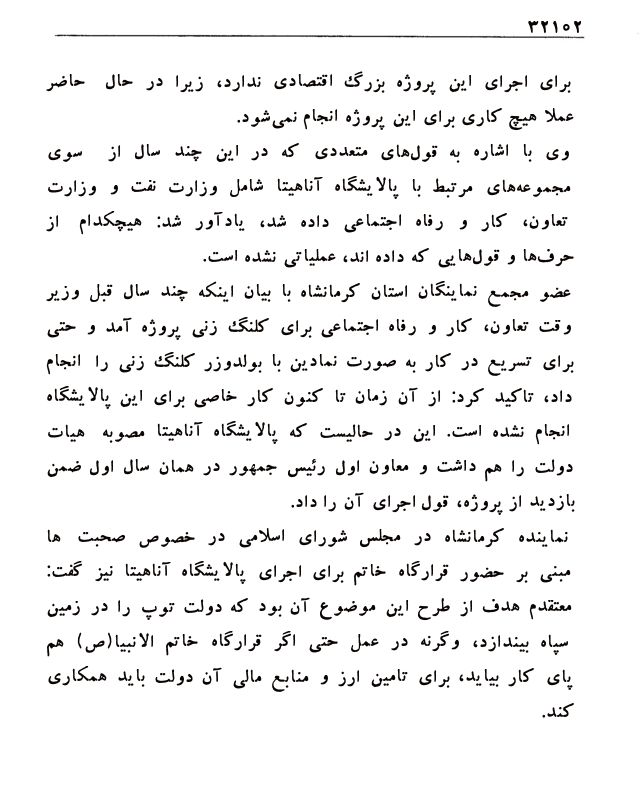 ۳۲۱۰۲
برای اجرای این پروژه بزرگ اقتصادی ندارد، زیرا در حال حاضر
عملا هیچ کاری برای این پروژه انجام نمی‌شود.
وی با اشاره به قول‌های متعددی که در این چند سال از سوی
مجموعه‌های مرتبط با پالایشگاه آناهیتا شامل وزارت نفت و وزارت
تعاون، کار و رفاه اجتماعی داده شد، یادآور شد: هیچکدام از
حرف‌ها و قول‌هایی که داده اند، عملیاتی نشده است.
عضو مجمع نماینگان استان کرمانشاه با بیان اینکه چند سال قبل وزیر
وقت تعاون، کار و رفاه اجتماعی برای کلنگ زنی پروژه آمد و حتی
برای تسریع در کار به صورت نمادین با بولدوزر کلنگ زنی را انجام
داد، تاکید کرد: از آن زمان تا کنون کار خاصی برای این پالایشگاه
انجام نشده است. این در حالیست که پالایشگاه آناهیتا مصوبه هیات
دولت را هم داشت و معاون اول رئیس جمهور در همان سال اول ضمن
بازدید از پروژه، قول اجرای آن را داد.
نماینده کرمانشاه در مجلس شورای اسلامی در خصوص صحبت ها
مبنی بر حضور قرارگاه خاتم برای اجرای پالایشگاه آناهیتا نیز گفت:
معتقدم هدف از طرح این موضوع آن بود که دولت توپ را در زمین
سپاه بیندازد، وگرنه در عمل حتی اگر قرارگاه خاتم الانبیا(ص) هم
پای کار بیاید، برای تامین ارز و منابع مالی آن دولت باید همکاری
کند.